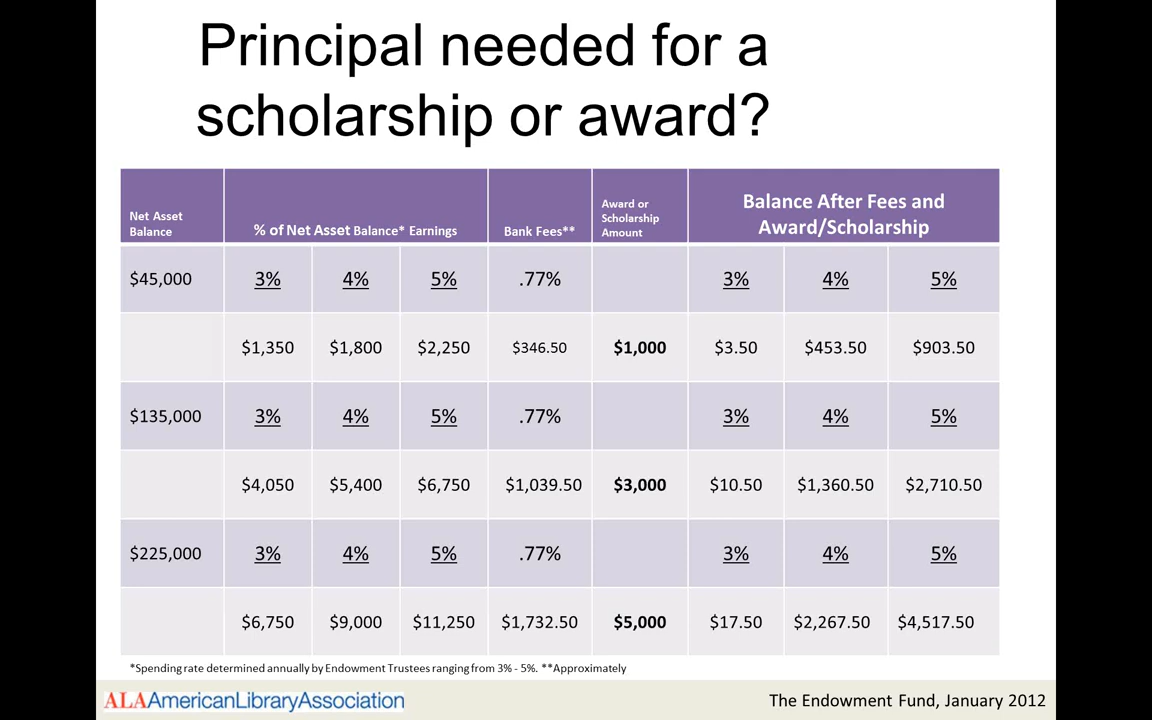 Principal needed for a
scholarship or award?
Net Asset
Balance
% of Net Asset Balance* Earnings
Bank Fees**
Award or
Scholarship
Amount
Balance After Fees and
Award/Scholarship
$45,000 3% 4% 5% .77% 3% 4% 5%
$1,350 $1,800 $2,250 $346.50 $1,000 $3.50 $453.50 $903.50
$135,000 3% 4% 5% .77% 3% 4% 5%
$4,050 $5,400 $6,750 $1,039.50 $3,000 $10.50 $1,360.50 $2,710.50
$225,000 3% 4% 5% .77% 3% 4% 5%
$6,750 $9,000 $11,250 $1,732.50 $5,000 $17.50 $2,267.50 $4,517.50
*Spending rate determined annually by Endowment Trustees ranging from 3% - 5%. **Approximately
ALAAmericanLibraryAssociation
The Endowment Fund, January 2012